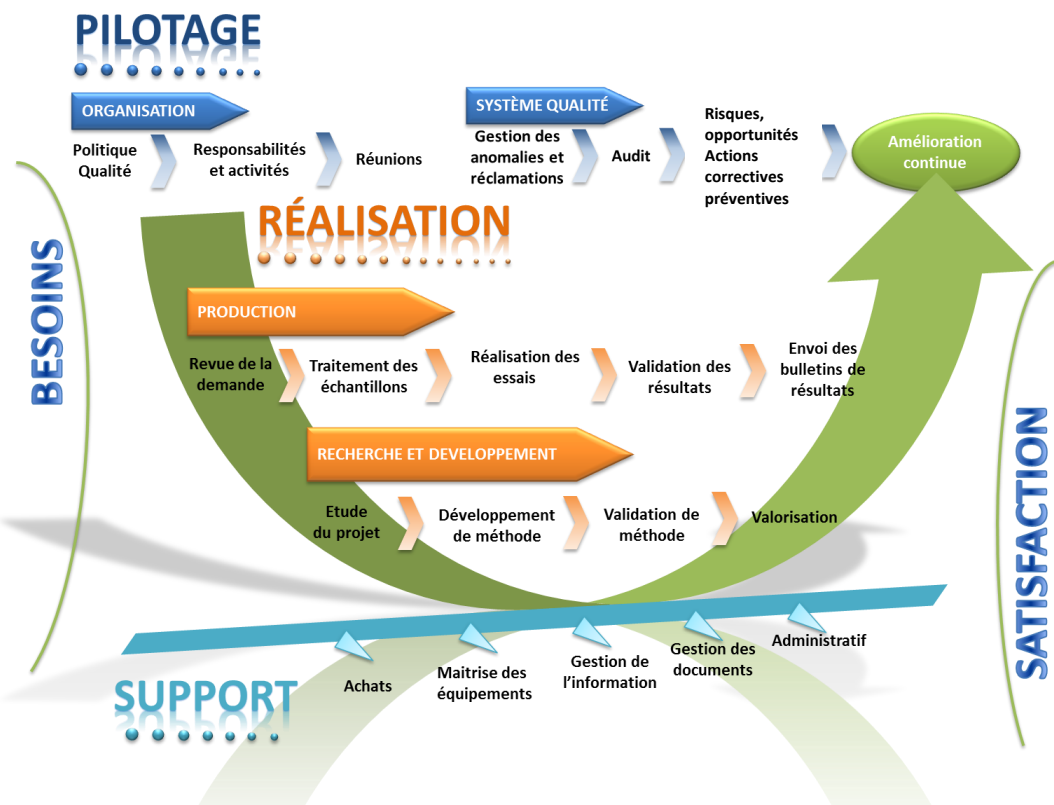 PILOTAGE
ORGANISATION
Politique
Qualité
Responsabilités
et activités
Réunions
SYSTÈME QUALITÉ
Gestion des
anomalies et
réclamations
Audit
Risques,
opportunités
Actions
correctives
préventives
Amélioration
continue
BESOINS
RÉALISATION
PRODUCTION
Revue de la
demande
Traitement des
échantillons
Réalisation des
essais
Validation des
résultats
Envoi des
bulletins de
résultats
RECHERCHE ET DEVELOPPEMENT
Etude
du projet
Développement
de méthode
Validation de
méthode
Valorisation
SATISFACTION
SUPPORT
Achats
Maitrise des
équipements
Gestion de
l’information
Gestion des
documents
Administratif